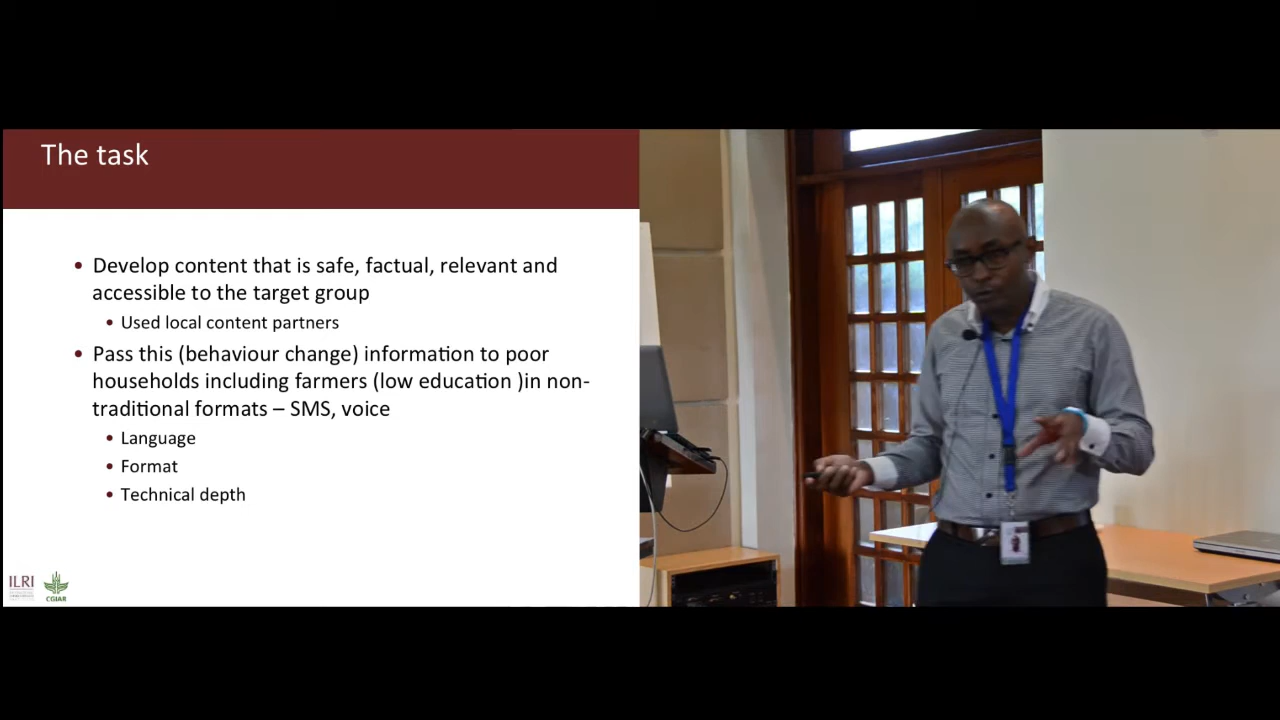 The task
• Develop content that is safe, factual, relevant and
accessible to the target group
• Used local content partners
• Pass this (behaviour change) information to poor
households including farmers (low education )in non-
traditional formats – SMS, voice
• Language
• Format
• Technical depth
ILRI
CGIAR